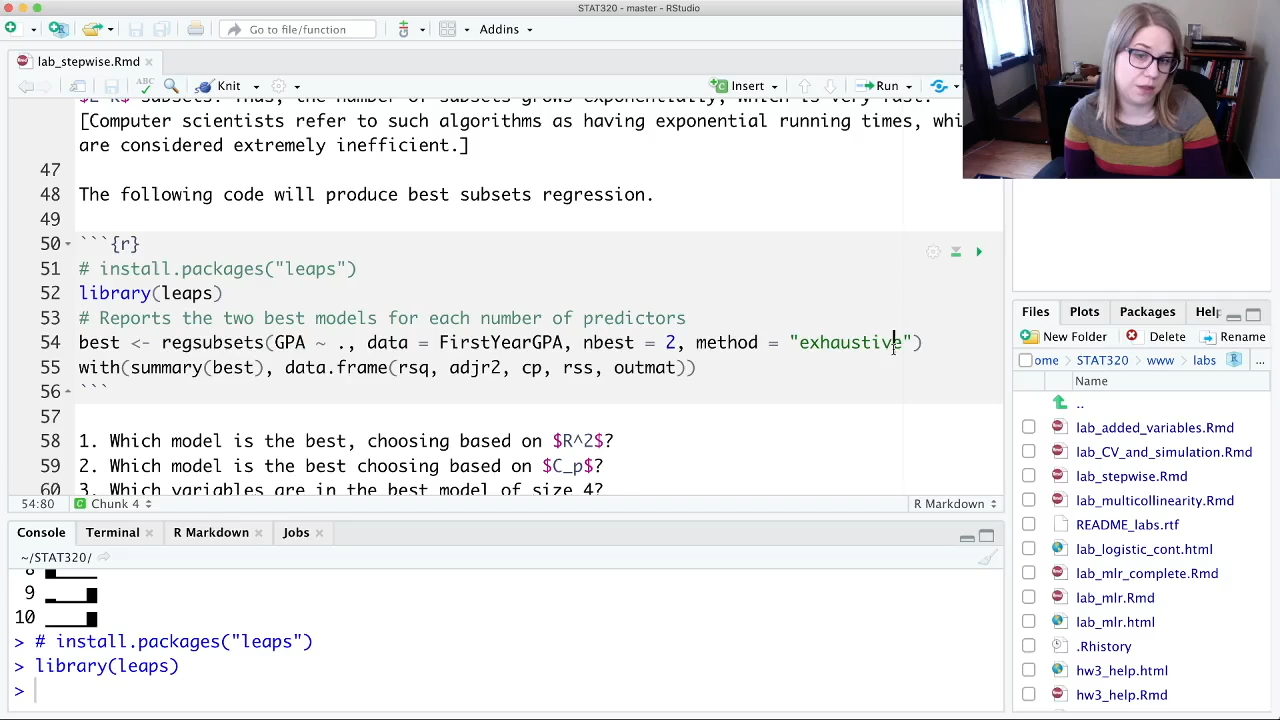 STAT320 - master - RStudio
Go to file/function
Addins
lab_stepwise.Rmd
ABC
Knit
Insert
Run
[Computer scientists refer to such algorithms as having exponential running times, whi
are considered extremely inefficient.]
47
48 The following code will produce best subsets regression.
49
50 ```{r}
51 # install.packages("leaps")
52 library(leaps)
53 # Reports the two best models for each number of predictors
54 best <- regsubsets(GPA ~ ., data = FirstYearGPA, nbest = 2, method = "exhaustive")
55 with(summary(best), data.frame(rsq, adjr2, cp, rss, outmat))
56 ```
57
58 1. Which model is the best, choosing based on $R^2$?
59 2. Which model is the best choosing based on $C_p$?
60 3. Which variables are in the best model of size 4?
54:80 Chunk 4 R Markdown
Console Terminal R Markdown Jobs
~/STAT320/
8
9
10
> # install.packages("leaps")
> library(leaps)
>
Files Plots Packages Help
New Folder Delete Rename
ome STAT320 www labs ...
Name
..
lab_added_variables.Rmd
lab_CV_and_simulation.Rmd
lab_stepwise.Rmd
lab_multicollinearity.Rmd
README_labs.rtf
lab_logistic_cont.html
lab_mlr_complete.Rmd
lab_mlr.Rmd
lab_mlr.html
.Rhistory
hw3_help.html
hw3_help.Rmd